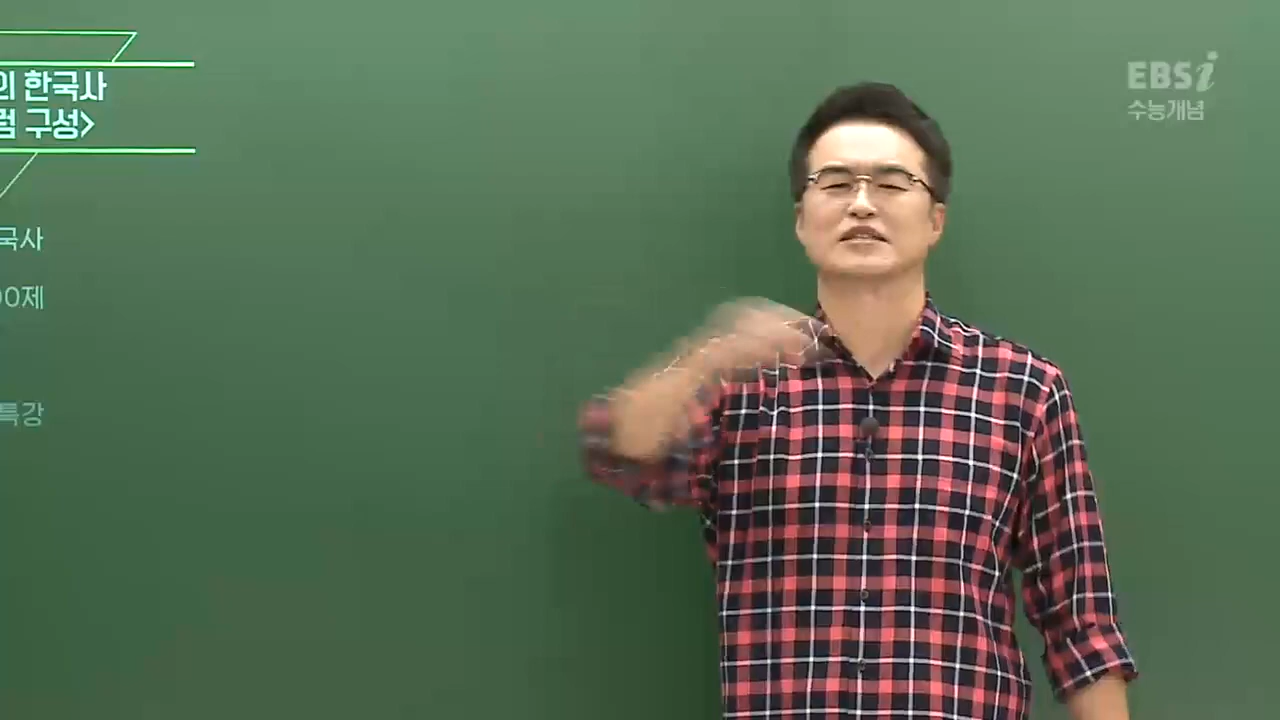 의 한국사
럼 구성>
국사
00제
특강
EBSi
수능개념